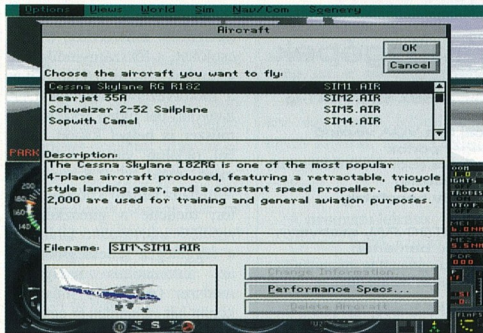 Options Views World Sim Nav/Com Scenery
Aircraft
OK
Cancel
Choose the aircraft you want to fly:
Cessna Skylane RG R182 SIM1.AIR
Learjet 35A SIM2.AIR
Schweizer 2-32 Sailplane SIM3.AIR
Sopwith Camel SIM4.AIR
Description:
The Cessna Skylane 182RG is one of the most popular
4-place aircraft produced, featuring a retractable, tricycle
style landing gear, and a constant speed propeller. About
2,000 are used for training and general aviation purposes.
Filename: SIM\SIM1.AIR
Change Information...
Performance Specs...
Delete Aircraft
PARK
200
160
140
FLAPS